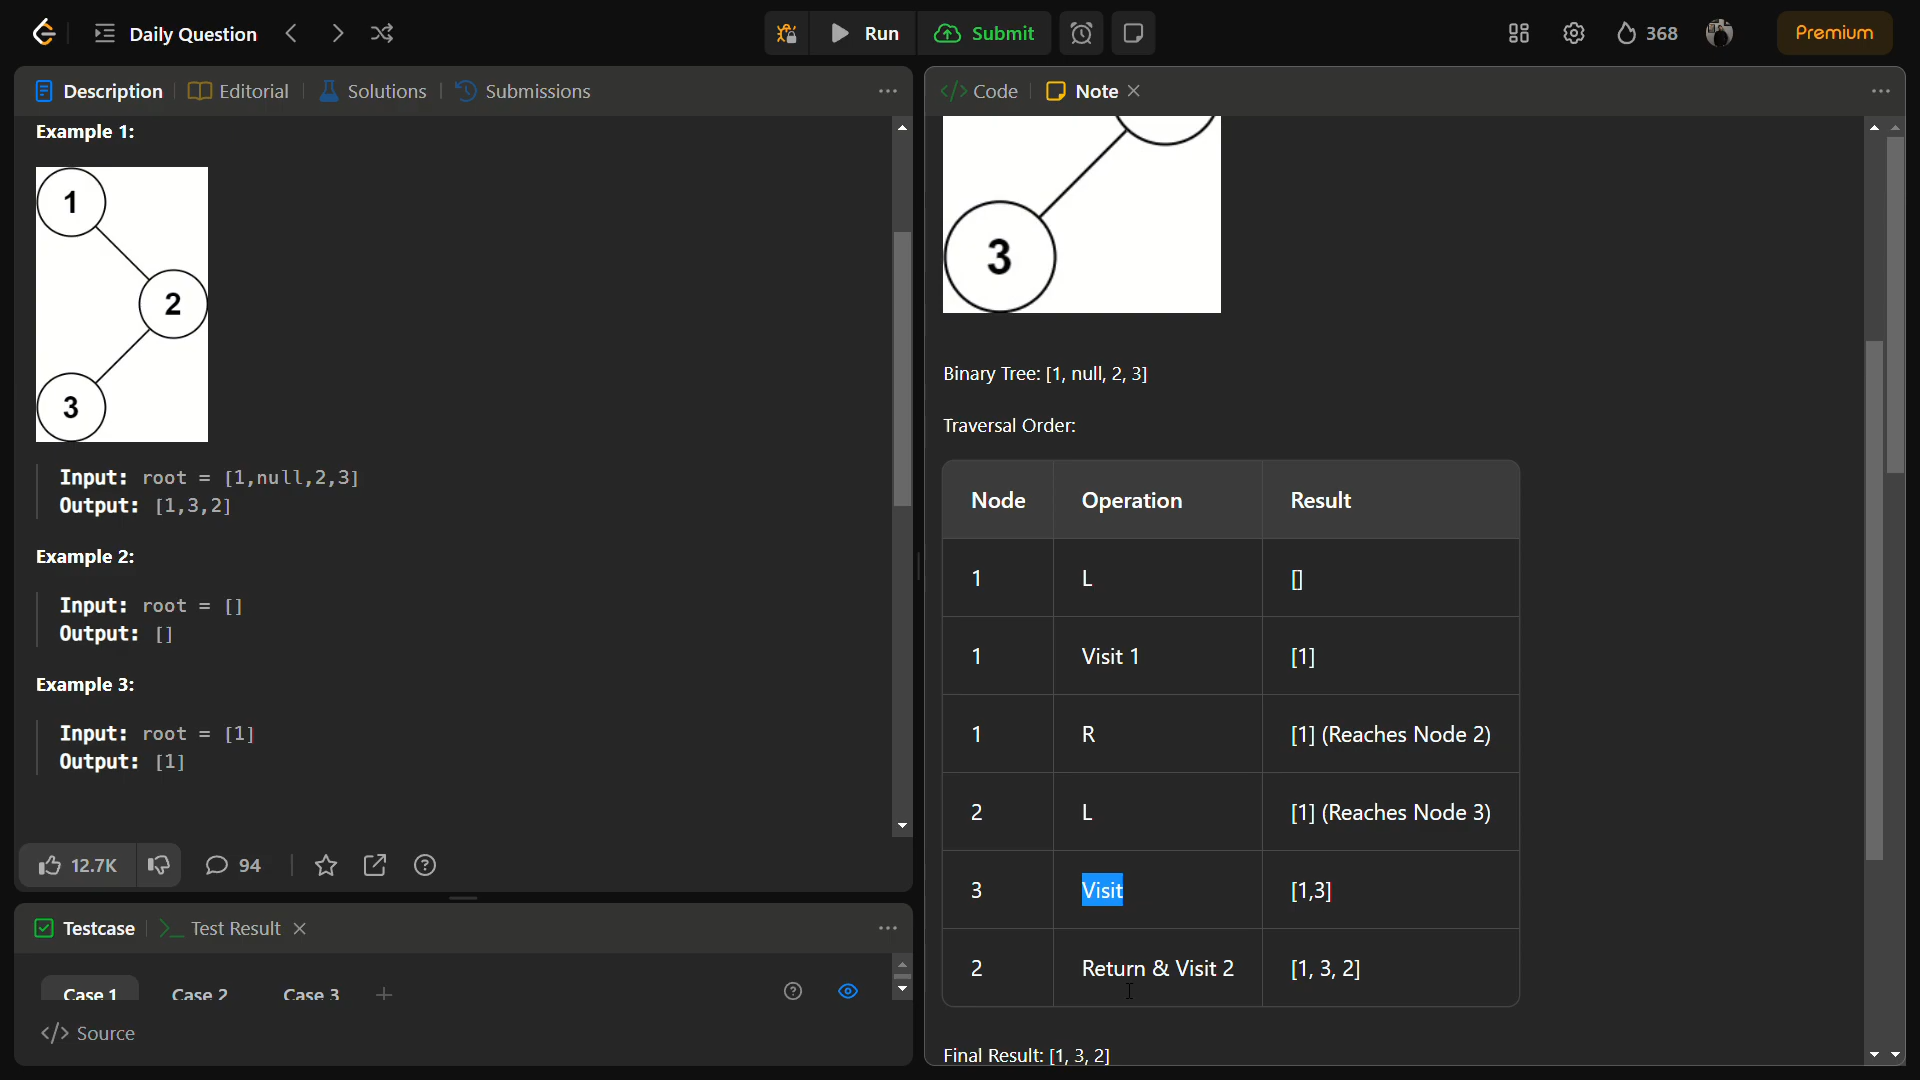 Daily Question
Run
Submit
368
Premium
Description
Editorial
Solutions
Submissions
Example 1:
1
2
3
Input: root = [1,null,2,3]
Output: [1,3,2]
Example 2:
Input: root = []
Output: []
Example 3:
Input: root = [1]
Output: [1]
12.7K
94
Testcase
Test Result
Case 1
Case 2
Case 3
Source
Code
Note
3
Binary Tree: [1, null, 2, 3]
Traversal Order:
Node Operation Result
1 L []
1 Visit 1 [1]
1 R [1] (Reaches Node 2)
2 L [1] (Reaches Node 3)
3 Visit [1,3]
2 Return & Visit 2 [1, 3, 2]
Final Result: [1, 3, 2]